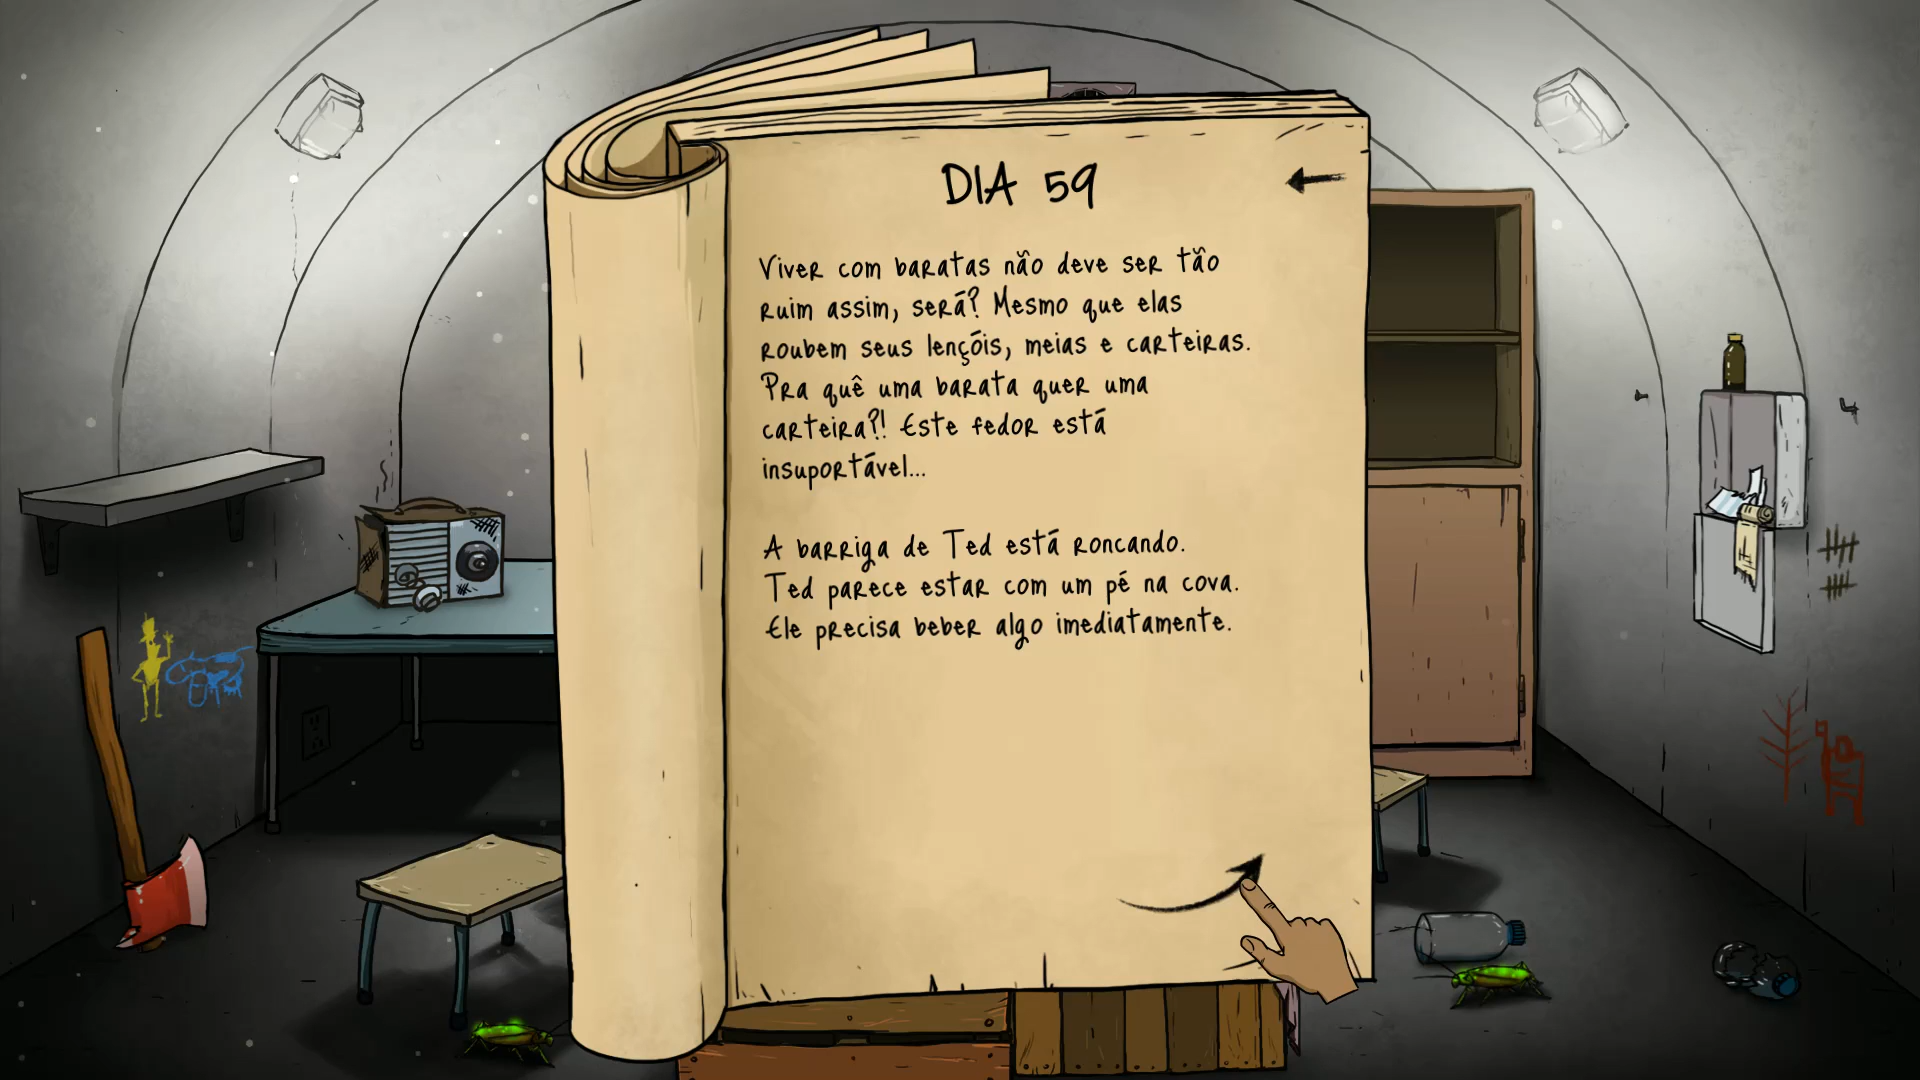 DIA 59
Viver com baratas não deve ser tão
ruim assim, será? Mesmo que elas
roubem seus lençóis, meias e carteiras.
Pra quê uma barata quer uma
carteira?! Este fedor está
insuportável...
A barriga de Ted está roncando.
Ted parece estar com um pé na cova.
Ele precisa beber algo imediatamente.